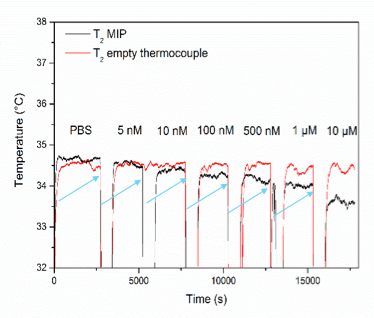 T2 MIP
T2 empty thermocouple
PBS 5 nM 10 nM 100 nM 500 nM 1 μM 10 μM
38
37
36
35
34
33
32
Temperature (°C)
0 5000 10000 15000
Time (s)